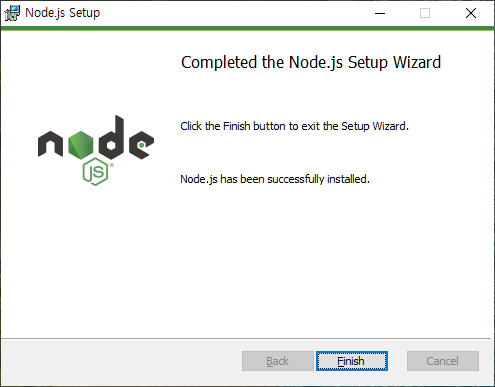 Node.js Setup
Completed the Node.js Setup Wizard
Click the Finish button to exit the Setup Wizard.
node
JS
®
Node.js has been successfully installed.
Back
Finish
Cancel